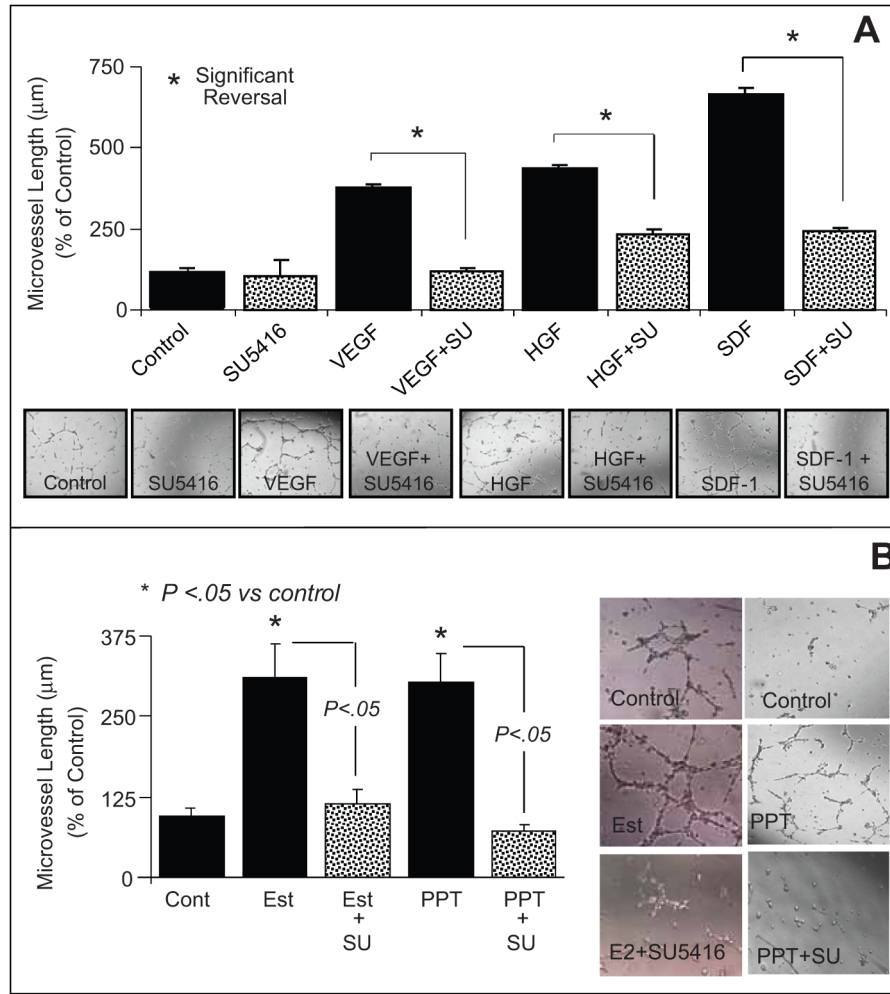 A
* Significant
Reversal
Microvessel Length (μm)
(% of Control)
750
500
250
0
*
*
*
Control
SU5416
VEGF
VEGF+SU
HGF
HGF+SU
SDF
SDF+SU
Control
SU5416
VEGF
VEGF+
SU5416
HGF
HGF+
SU5416
SDF-1
SDF-1 +
SU5416
B
* P <.05 vs control
Microvessel Length (μm)
(% of Control)
375
250
125
0
*
*
P<.05
P<.05
Cont
Est
Est
+
SU
PPT
PPT
+
SU
Control
Control
Est
PPT
E2+SU5416
PPT+SU